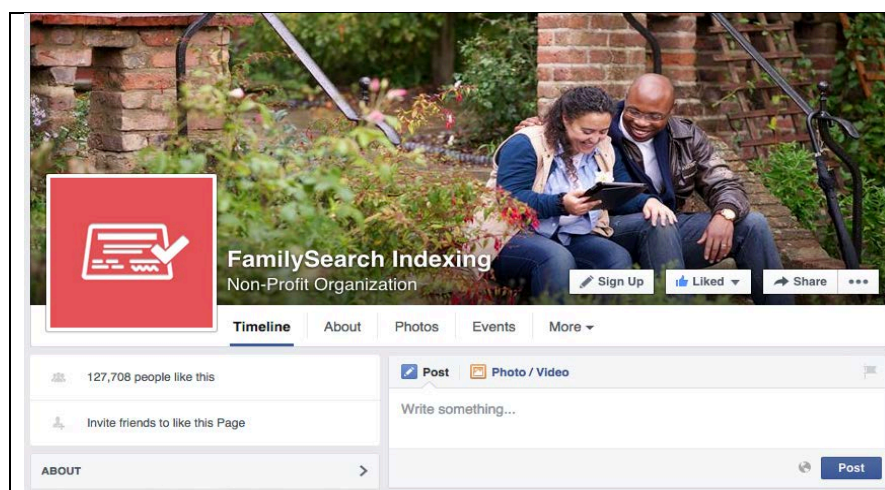 FamilySearch Indexing
Non-Profit Organization
Sign Up
Liked
Share
Timeline About Photos Events More
127,708 people like this
Invite friends to like this Page
ABOUT
Post Photo / Video
Write something...
Post